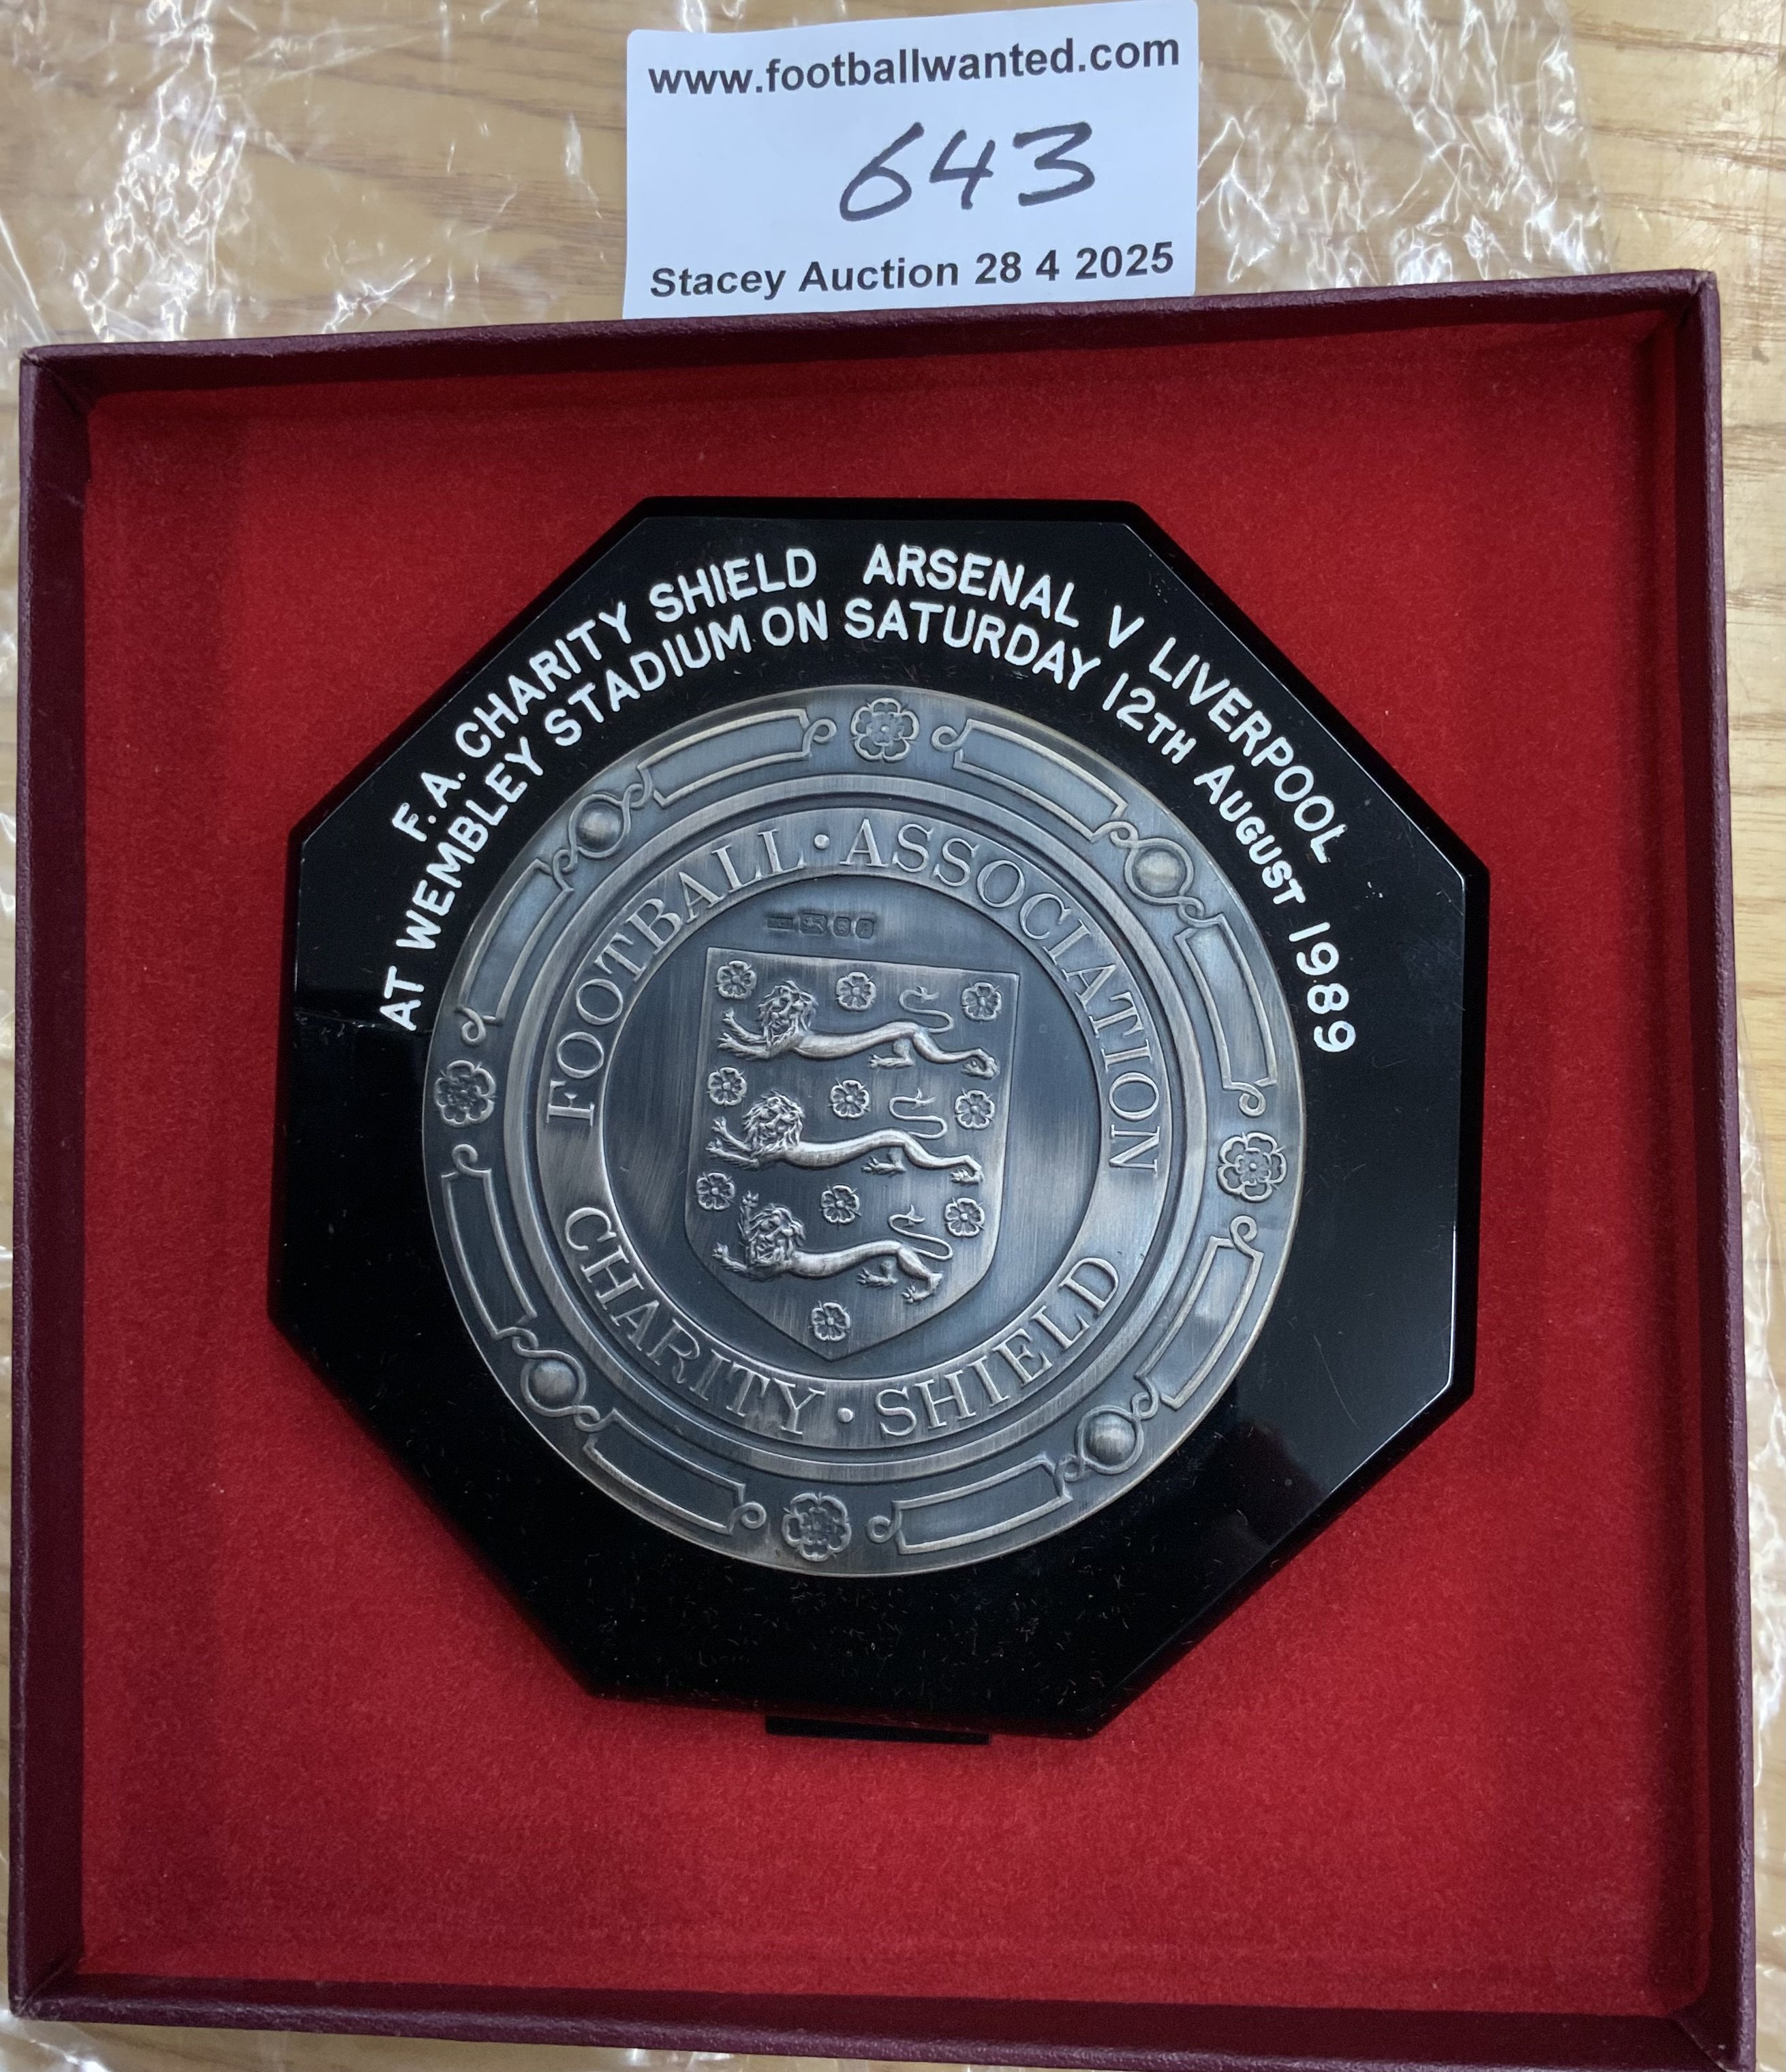 www.footballwanted.com
643
Stacey Auction 28 4 2025
F.A. CHARITY SHIELD ARSENAL V LIVERPOOL
AT WEMBLEY STADIUM ON SATURDAY 12TH AUGUST 1989
FOOTBALL·ASSOCIATION
CHARITY·SHIELD